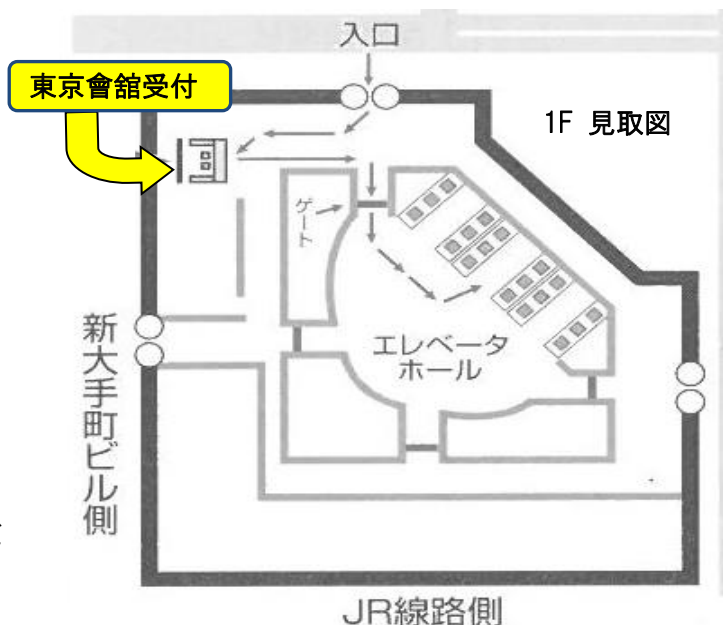 入口
東京會舘受付
1F 見取図
ゲート
エレベータ
ホール
新大手町ビル側
JR線路側